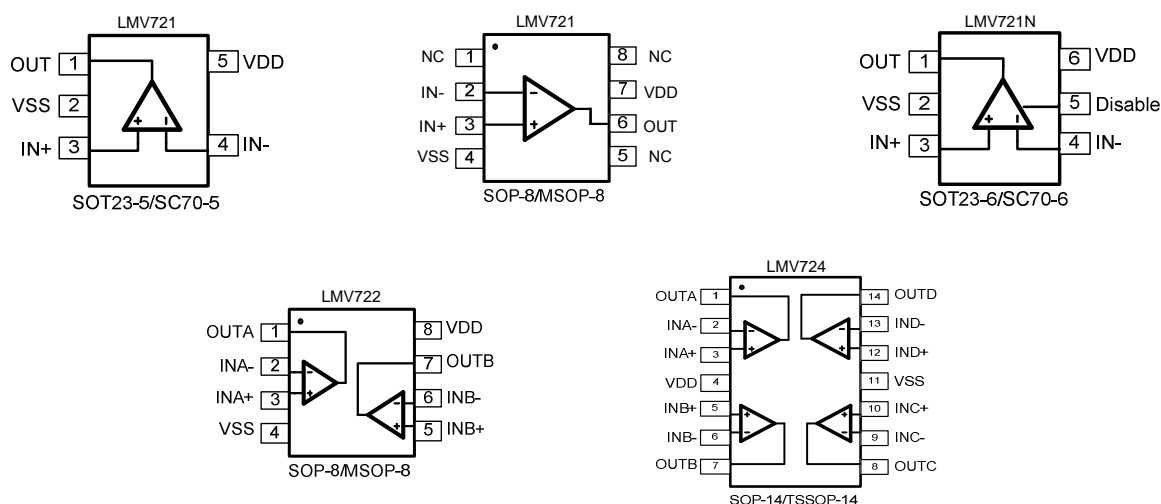 LMV721
OUT 1 5 VDD
VSS 2
IN+ 3 4 IN-
+ -
SOT23-5/SC70-5
LMV721
NC 1 8 NC
IN- 2 - 7 VDD
IN+ 3 + 6 OUT
VSS 4 5 NC
SOP-8/MSOP-8
LMV721N
OUT 1 6 VDD
VSS 2 5 Disable
+ -
IN+ 3 4 IN-
SOT23-6/SC70-6
LMV722
OUTA 1 8 VDD
INA- 2 - 7 OUTB
INA+ 3 + - 6 INB-
VSS 4 + 5 INB+
SOP-8/MSOP-8
LMV724
OUTA 1 14 OUTD
INA- 2 - - 13 IND-
INA+ 3 + + 12 IND+
VDD 4 11 VSS
INB+ 5 + + 10 INC+
INB- 6 - - 9 INC-
OUTB 7 8 OUTC
SOP-14/TSSOP-14